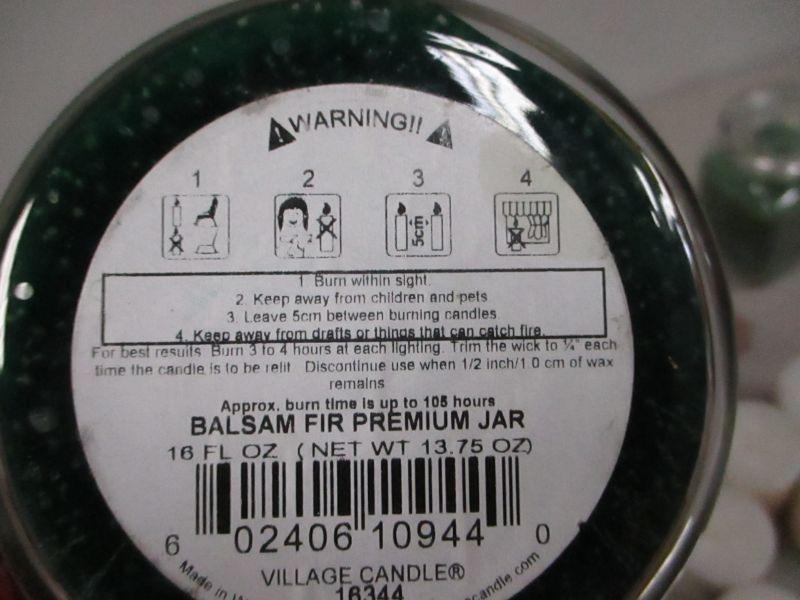 WARNING!!
1 2 3 4
5cm
1 Burn within sight.
2. Keep away from children and pets
3. Leave 5cm between burning candles.
4. Keep away from drafts or things that can catch fire.
For best results Burn 3 to 4 hours at each lighting. Trim the wick to ¼" each
time the candle is to be relit Discontinue use when 1/2 inch/1.0 cm of wax
remains
Approx. burn time is up to 105 hours
BALSAM FIR PREMIUM JAR
16 FL OZ (NET WT 13.75 OZ)
6 02406 10944 0
VILLAGE CANDLE®
Made in
candle.com
16344